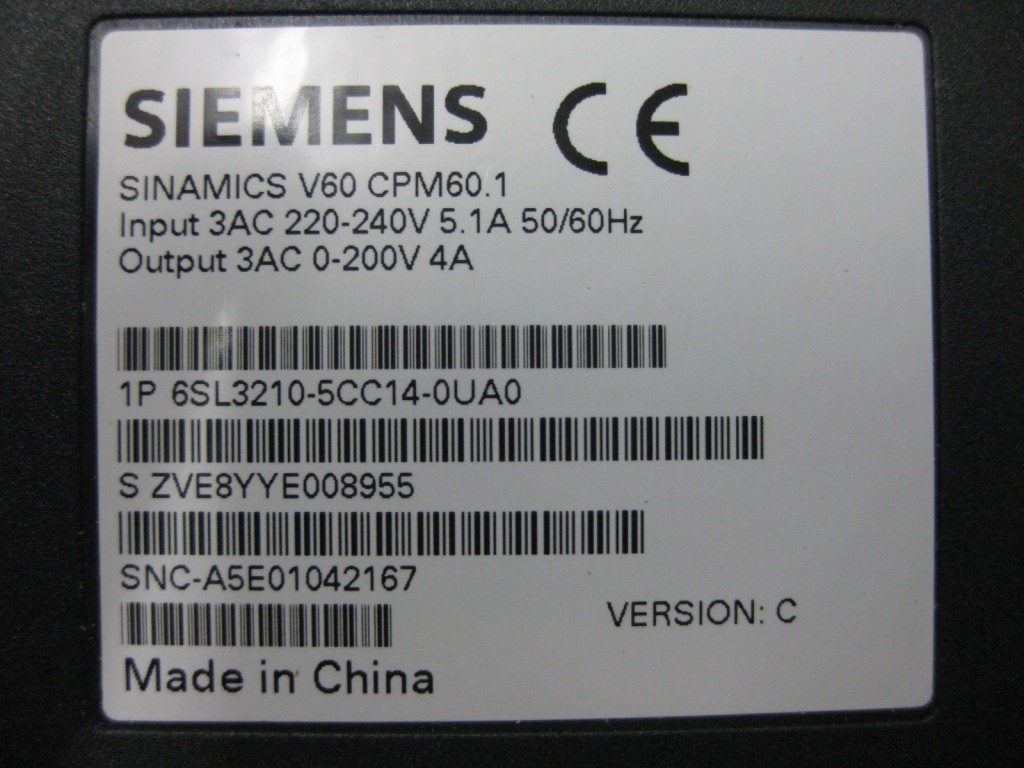 SIEMENS CE
SINAMICS V60 CPM60.1
Input 3AC 220-240V 5.1A 50/60Hz
Output 3AC 0-200V 4A
1P 6SL3210-5CC14-0UA0
S ZVE8YYE008955
SNC-A5E01042167
VERSION: C
Made in China